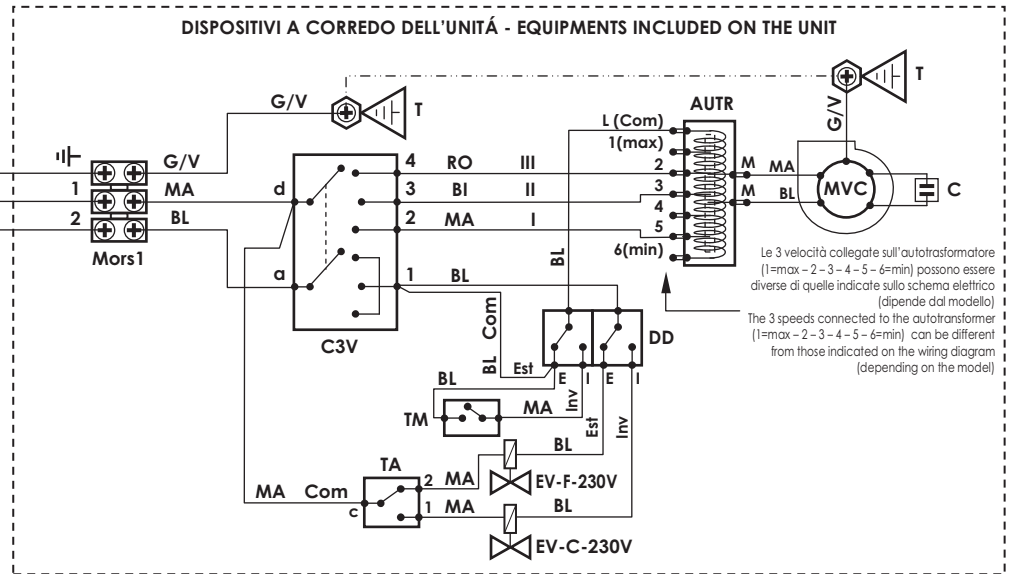 DISPOSITIVI A CORREDO DELL'UNITÁ - EQUIPMENTS INCLUDED ON THE UNIT
T
T
G/V
G/V
AUTR
L (Com)
1(max)
2
3
4
5
6(min)
M
M
MA
BL
MVC
C
G/V
1
MA
2
BL
Mors1
d
a
4
RO
III
3
BI
II
2
MA
I
1
BL
C3V
BL
Le 3 velocità collegate sull'autotrasformatore
(1=max – 2 – 3 – 4 – 5 – 6=min) possono essere
diverse di quelle indicate sullo schema elettrico
(dipende dal modello)
The 3 speeds connected to the autotransformer
(1=max – 2 – 3 – 4 – 5 – 6=min) can be different
from those indicated on the wiring diagram
(depending on the model)
BL Com
Est
DD
E
I
E
I
BL
TM
MA
Inv
Est
Inv
BL
TA
MA
Com
c
2
MA
EV-F-230V
1
MA
BL
EV-C-230V